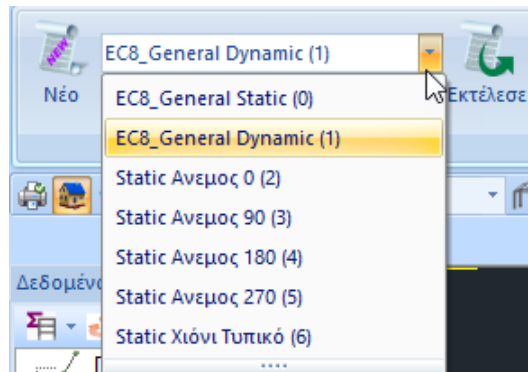 NEW
EC8_General Dynamic (1)
Νέο
Εκτέλεσε
EC8_General Static (0)
EC8_General Dynamic (1)
Static Ανεμος 0 (2)
Static Ανεμος 90 (3)
Static Ανεμος 180 (4)
Static Ανεμος 270 (5)
Static Χιόνι Τυπικό (6)
Δεδομένα